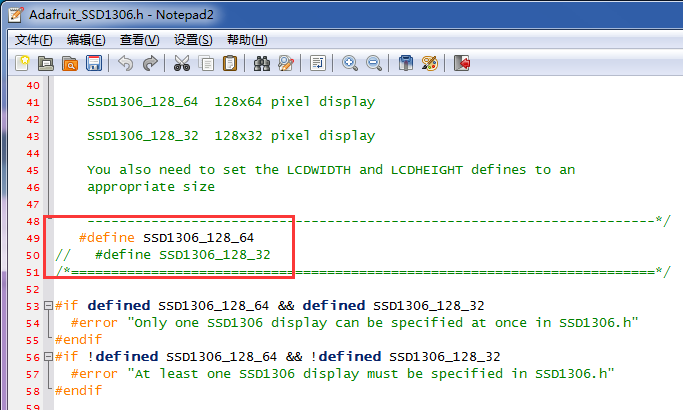 Adafruit_SSD1306.h - Notepad2
文件(F) 编辑(E) 查看(V) 设置(S) 帮助(H)
40
41 SSD1306_128_64 128x64 pixel display
42
43 SSD1306_128_32 128x32 pixel display
44
45 You also need to set the LCDWIDTH and LCDHEIGHT defines to an
46 appropriate size
47
48 -----------------------------------------------------------------------*/
49 #define SSD1306_128_64
50 // #define SSD1306_128_32
51 /*=========================================================================*/
52
53 #if defined SSD1306_128_64 && defined SSD1306_128_32
54 #error "Only one SSD1306 display can be specified at once in SSD1306.h"
55 #endif
56 #if !defined SSD1306_128_64 && !defined SSD1306_128_32
57 #error "At least one SSD1306 display must be specified in SSD1306.h"
58 #endif
59